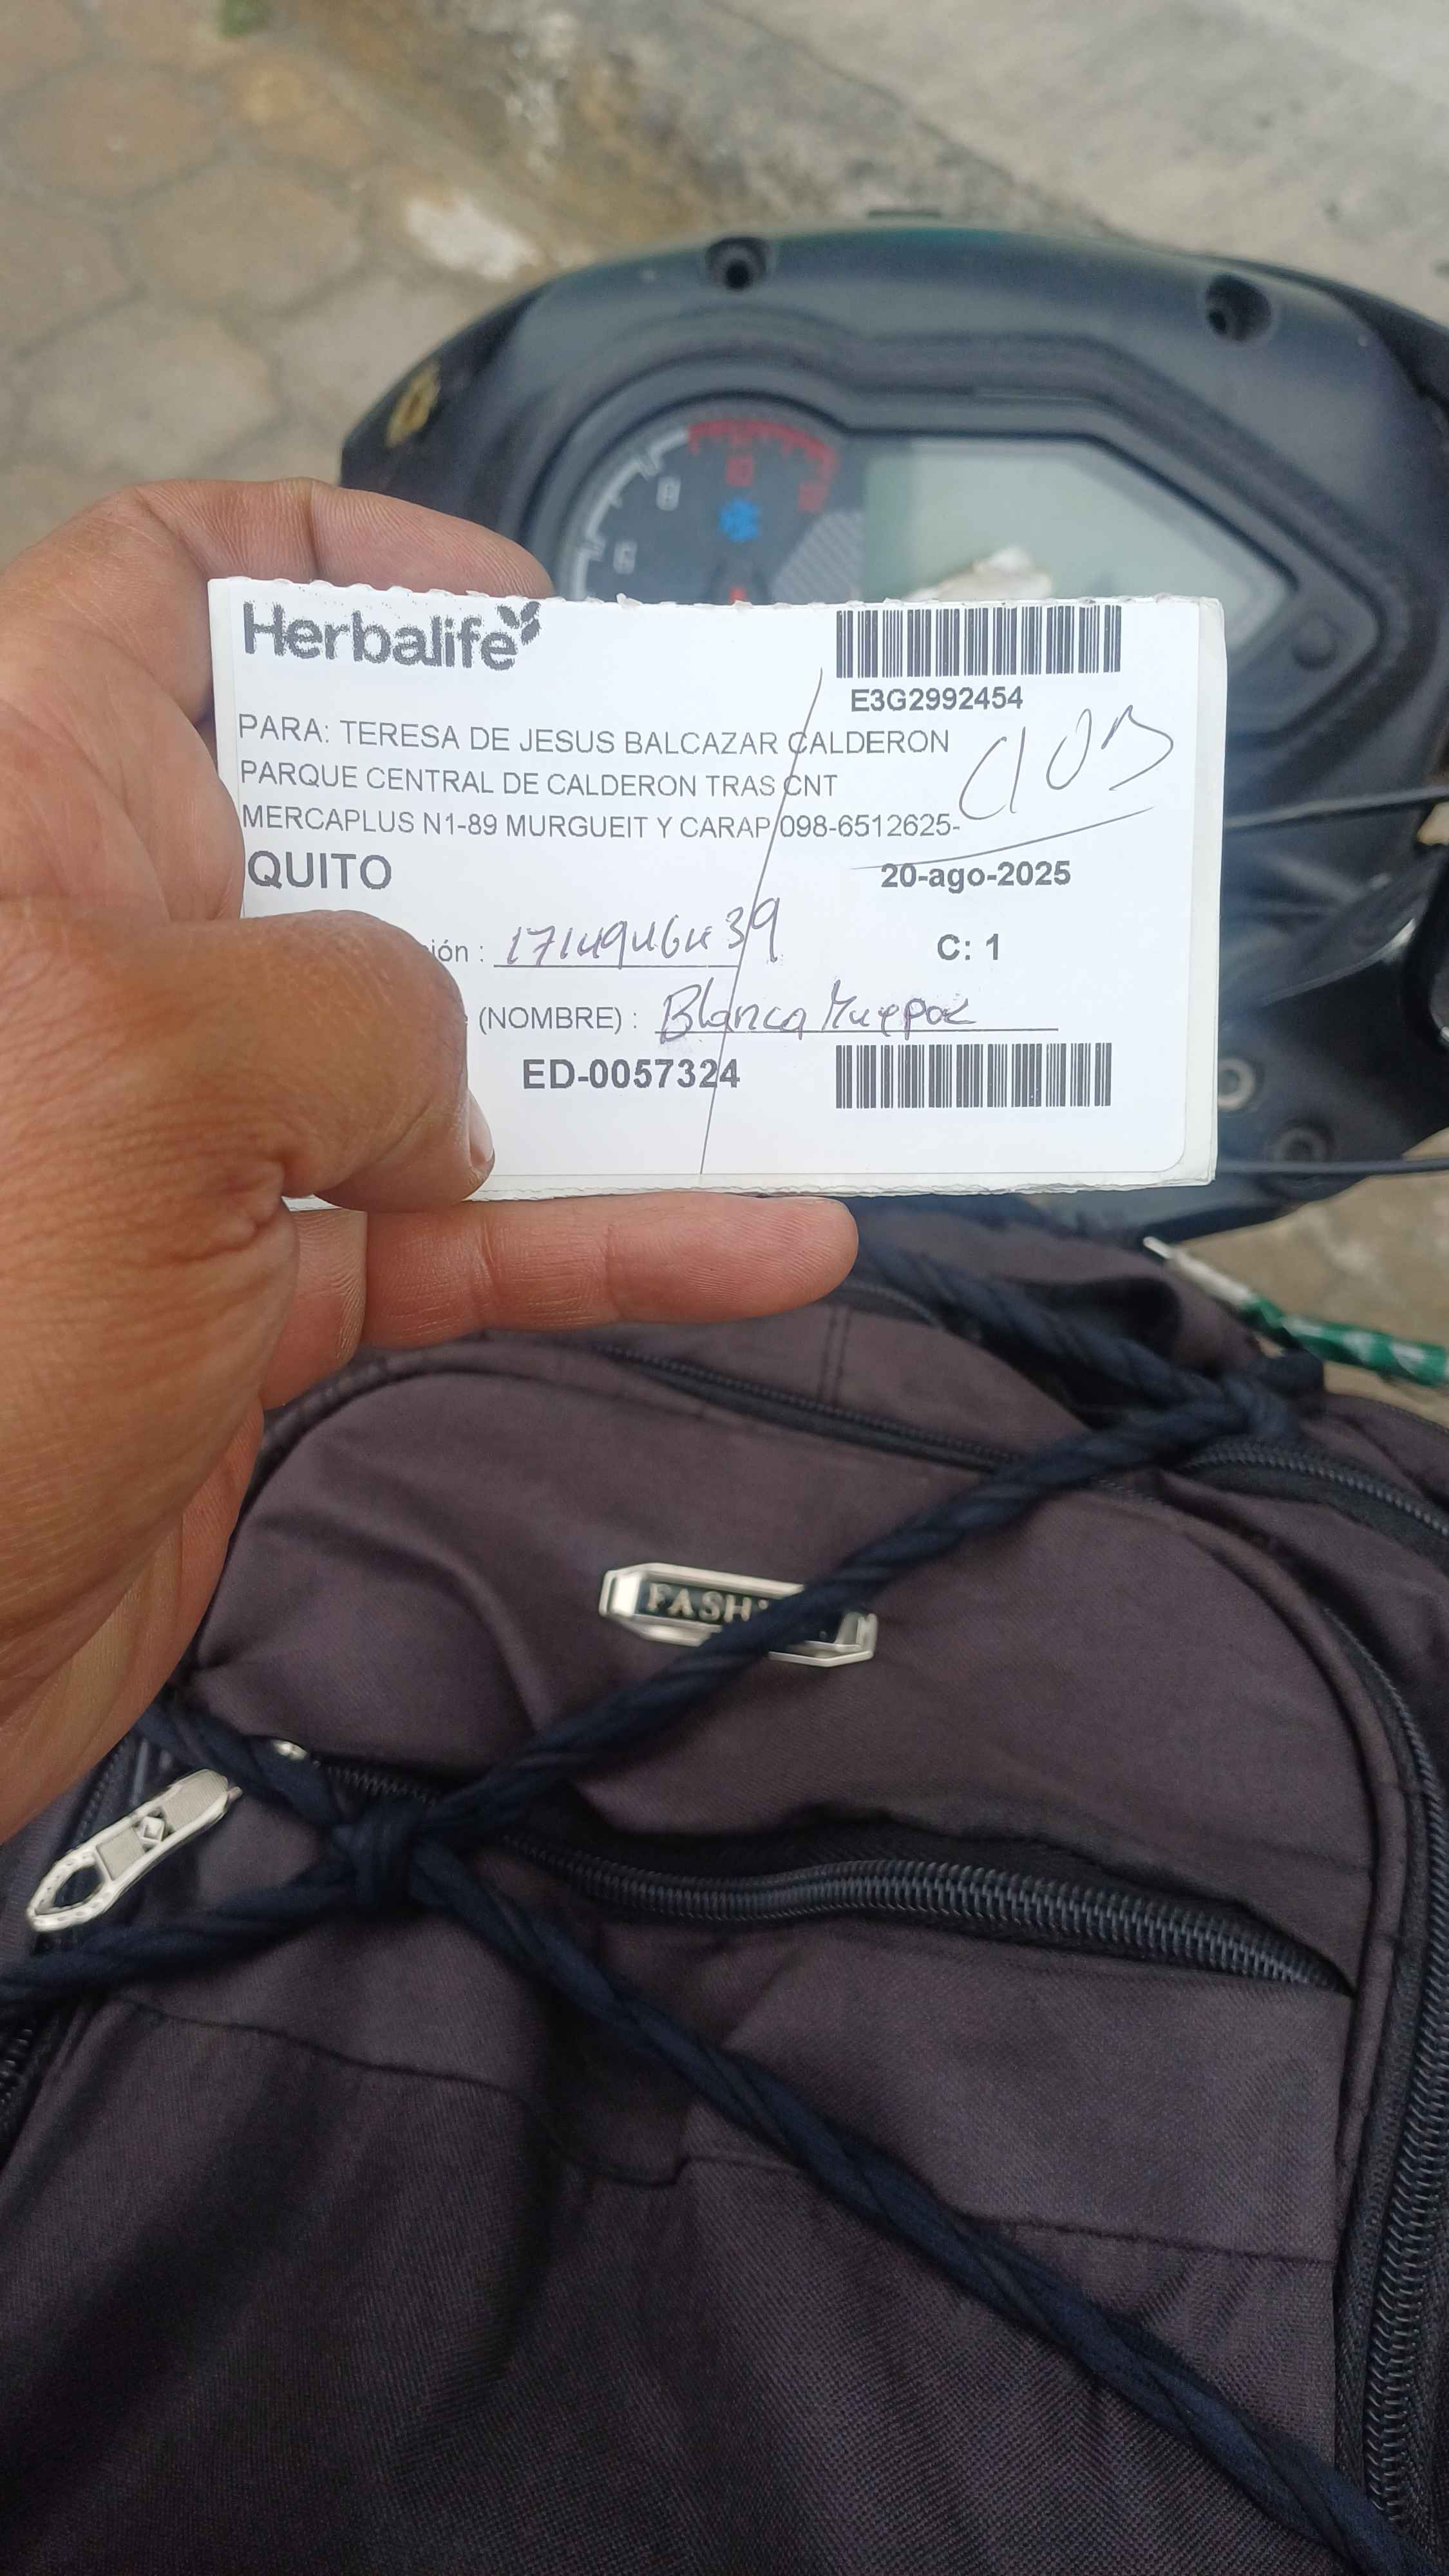 Herbalife
E3G2992454
PARA: TERESA DE JESUS BALCAZAR CALDERON
PARQUE CENTRAL DE CALDERON TRAS CNT
MERCAPLUS N1-89 MURGUEIT Y CARAP 098-6512625-
QUITO
20-ago-2025
ión : 1714946439
C: 1
(NOMBRE) : Blanca
ED-0057324
FASH